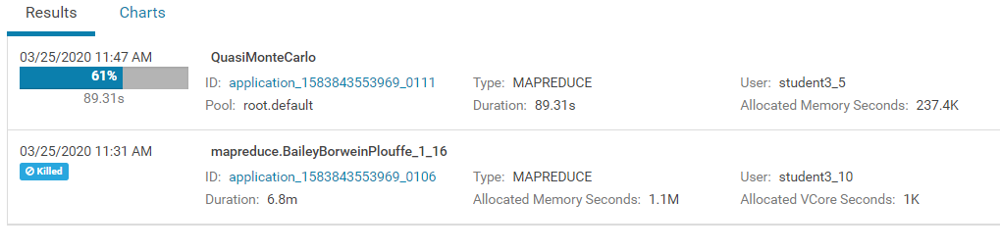 Results Charts
03/25/2020 11:47 AM QuasiMonteCarlo
61% ID: application_1583843553969_0111 Type: MAPREDUCE User: student3_5
89.31s Pool: root.default Duration: 89.31s Allocated Memory Seconds: 237.4K
03/25/2020 11:31 AM mapreduce.BaileyBorweinPlouffe_1_16
Killed ID: application_1583843553969_0106 Type: MAPREDUCE User: student3_10
Duration: 6.8m Allocated Memory Seconds: 1.1M Allocated VCore Seconds: 1K